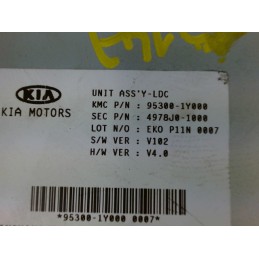 UNIT ASS'Y-LDC
KIA
KMC P/N : 95300-1Y000
KIA MOTORS
SEC P/N : 4978J0-1000
LOT N/O : EKO P11N 0007
S/W VER : V102
H/W VER : V4.0
*95300-1Y000 0007*